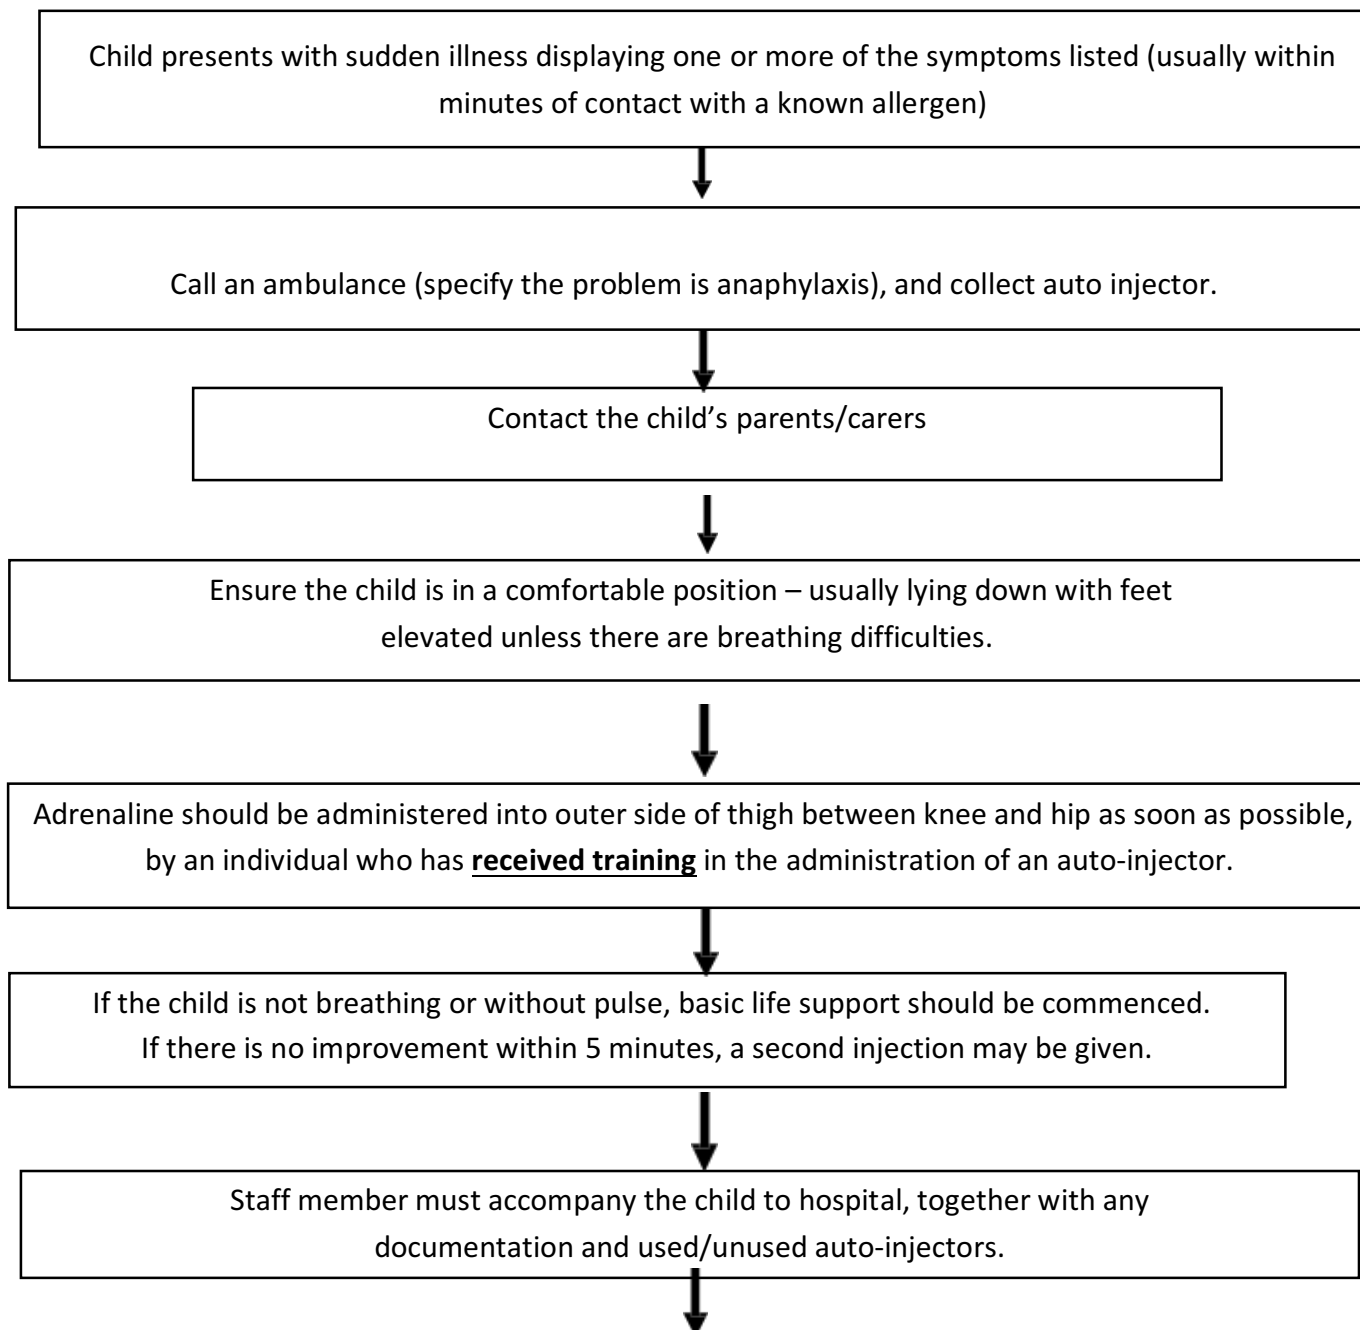 Child presents with sudden illness displaying one or more of the symptoms listed (usually within
minutes of contact with a known allergen)
Call an ambulance (specify the problem is anaphylaxis), and collect auto injector.
Contact the child’s parents/carers
Ensure the child is in a comfortable position – usually lying down with feet
elevated unless there are breathing difficulties.
Adrenaline should be administered into outer side of thigh between knee and hip as soon as possible,
by an individual who has received training in the administration of an auto-injector.
If the child is not breathing or without pulse, basic life support should be commenced.
If there is no improvement within 5 minutes, a second injection may be given.
Staff member must accompany the child to hospital, together with any
documentation and used/unused auto-injectors.